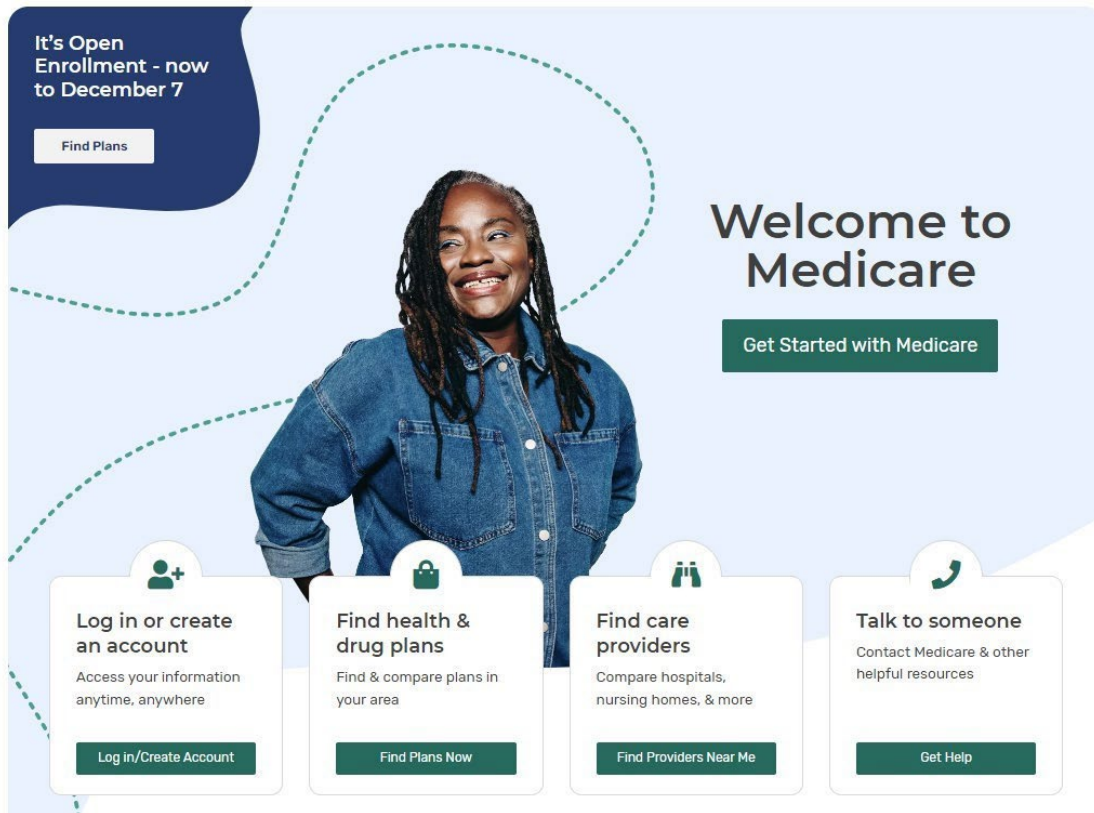 It's Open
Enrollment - now
to December 7
Find Plans
Welcome to
Medicare
Get Started with Medicare
Log in or create
an account
Access your information
anytime, anywhere
Log in/Create Account
Find health &
drug plans
Find & compare plans in
your area
Find Plans Now
Find care
providers
Compare hospitals,
nursing homes, & more
Find Providers Near Me
Talk to someone
Contact Medicare & other
helpful resources
Get Help